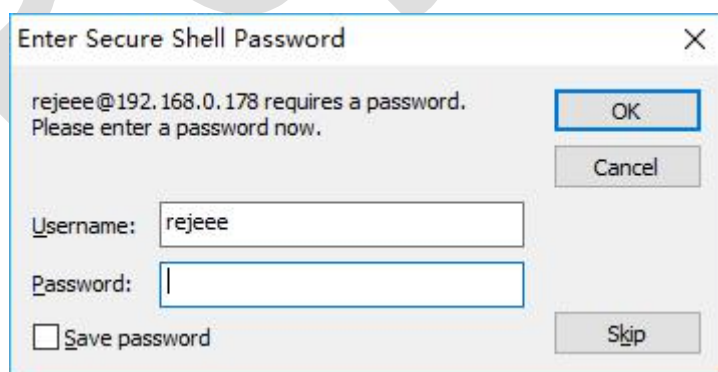 Enter Secure Shell Password
rejeee@192.168.0.178 requires a password.
Please enter a password now.
OK
Cancel
Username: rejeee
Password:
Save password
Skip